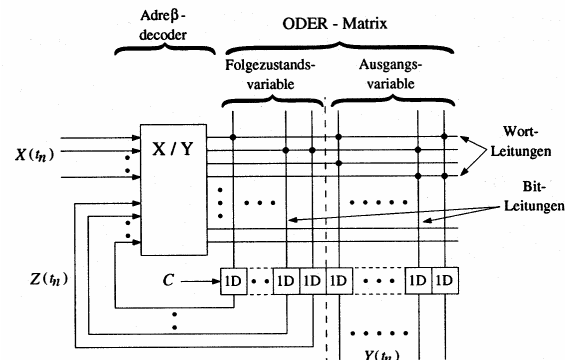 Adreβ-
decoder
ODER - Matrix
Folgezustands-
variable
Ausgangs-
variable
X(tn)
X / Y
Wort-
Leitungen
Bit-
Leitungen
Z(tn)
C
1D 1D 1D 1D 1D 1D
Y(tn)